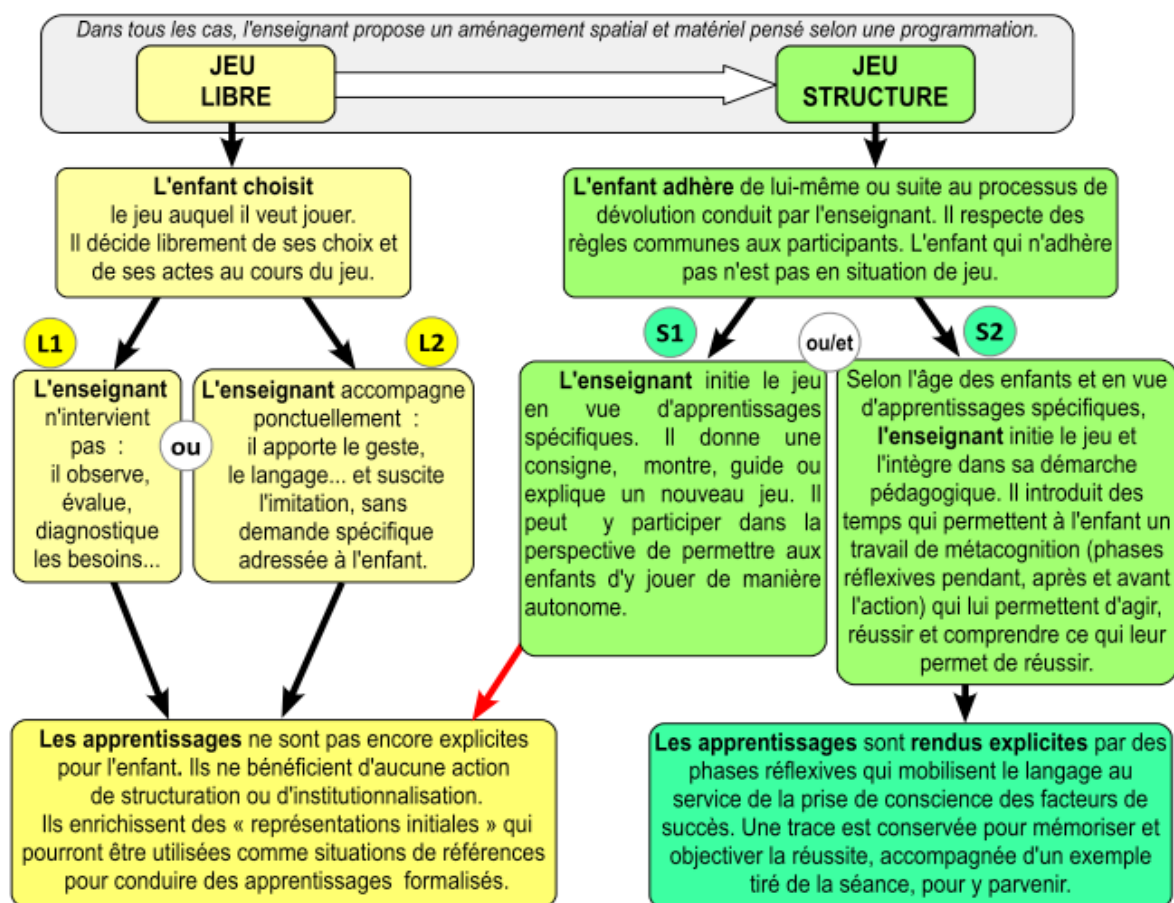 Dans tous les cas, l'enseignant propose un aménagement spatial et matériel pensé selon une programmation.
JEU
LIBRE
JEU
STRUCTURE
L'enfant choisit
le jeu auquel il veut jouer.
Il décide librement de ses choix et
de ses actes au cours du jeu.
L'enfant adhère de lui-même ou suite au processus de
dévolution conduit par l'enseignant. Il respecte des
règles communes aux participants. L'enfant qui n'adhère
pas n'est pas en situation de jeu.
L1
L'enseignant
n'intervient
pas :
il observe,
évalue,
diagnostique
les besoins...
ou
L2
L'enseignant accompagne
ponctuellement :
il apporte le geste,
le langage... et suscite
l'imitation, sans
demande spécifique
adressée à l'enfant.
S1
L'enseignant initie le jeu
en vue d'apprentissages
spécifiques. Il donne une
consigne, montre, guide ou
explique un nouveau jeu. Il
peut y participer dans la
perspective de permettre aux
enfants d'y jouer de manière
autonome.
ou/et
S2
Selon l'âge des enfants et en vue
d'apprentissages spécifiques,
l'enseignant initie le jeu et
l'intègre dans sa démarche
pédagogique. Il introduit des
temps qui permettent à l'enfant un
travail de métacognition (phases
réflexives pendant, après et avant
l'action) qui lui permettent d'agir,
réussir et comprendre ce qui leur
permet de réussir.
Les apprentissages ne sont pas encore explicites
pour l'enfant. Ils ne bénéficient d'aucune action
de structuration ou d'institutionnalisation.
Ils enrichissent des « représentations initiales » qui
pourront être utilisées comme situations de références
pour conduire des apprentissages formalisés.
Les apprentissages sont rendus explicites par des
phases réflexives qui mobilisent le langage au
service de la prise de conscience des facteurs de
succès. Une trace est conservée pour mémoriser et
objectiver la réussite, accompagnée d'un exemple
tiré de la séance, pour y parvenir.